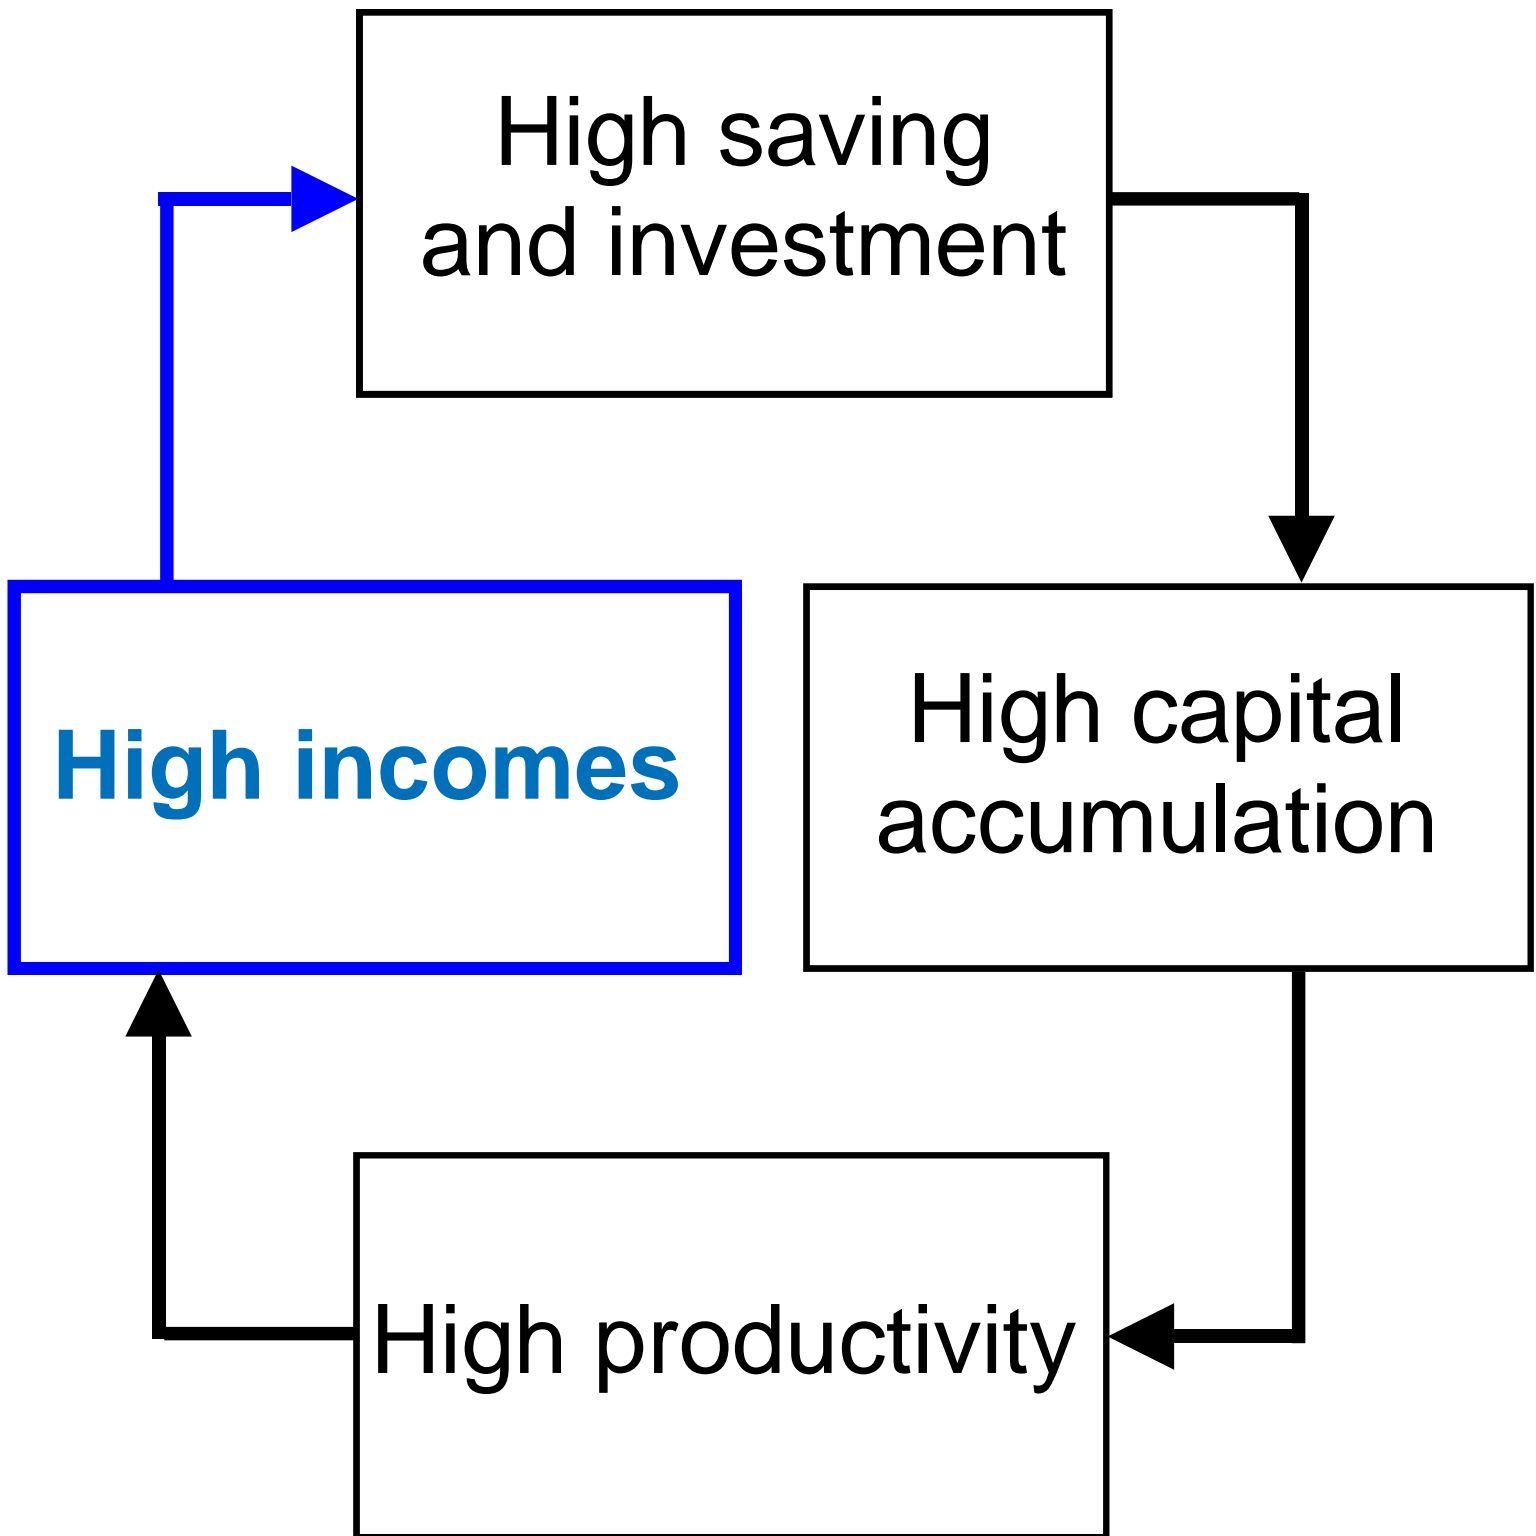 High saving
and investment
High incomes
High capital
accumulation
High productivity